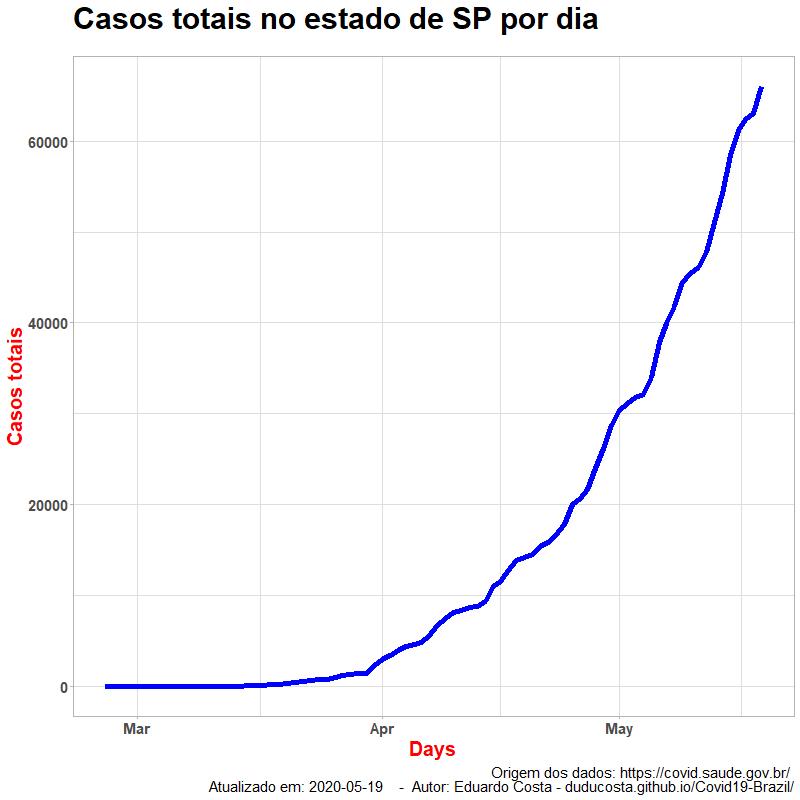 Casos totais no estado de SP por dia
Casos totais
60000
40000
20000
0
Mar Apr May
Days
Origem dos dados: https://covid.saude.gov.br/
Atualizado em: 2020-05-19 - Autor: Eduardo Costa - duducosta.github.io/Covid19-Brazil/